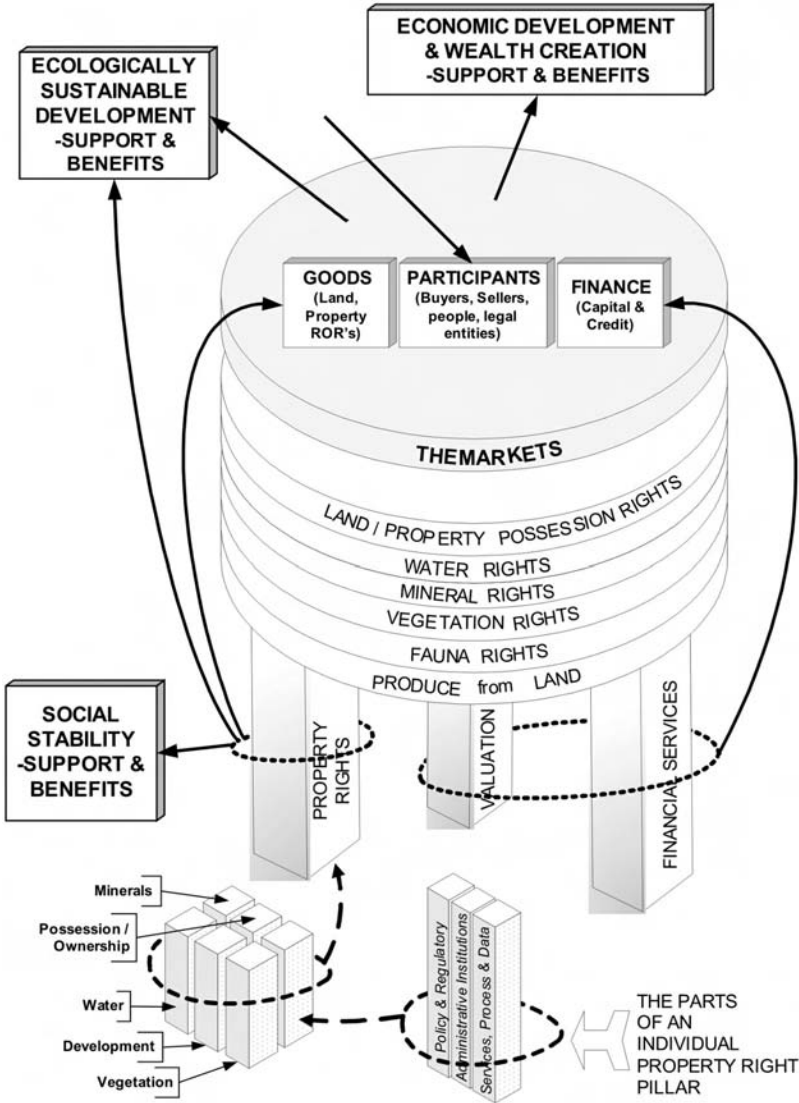 ECONOMIC DEVELOPMENT
& WEALTH CREATION
-SUPPORT & BENEFITS
ECOLOGICALLY
SUSTAINABLE
DEVELOPMENT
-SUPPORT &
BENEFITS
GOODS
(Land,
Property
ROR's)
PARTICIPANTS
(Buyers, Sellers,
people, legal
entities)
FINANCE
(Capital &
Credit)
THEMARKETS
LAND / PROPERTY POSSESSION RIGHTS
WATER RIGHTS
MINERAL RIGHTS
VEGETATION RIGHTS
FAUNA RIGHTS
PRODUCE from LAND
SOCIAL
STABILITY
-SUPPORT &
BENEFITS
PROPERTY
RIGHTS
VALUATION
FINANCIAL SERVICES
Minerals
Possession /
Ownership
Water
Development
Vegetation
Policy & Regulatory
Administrative Institutions
Services, Process & Data
THE PARTS
OF AN
INDIVIDUAL
PROPERTY RIGHT
PILLAR